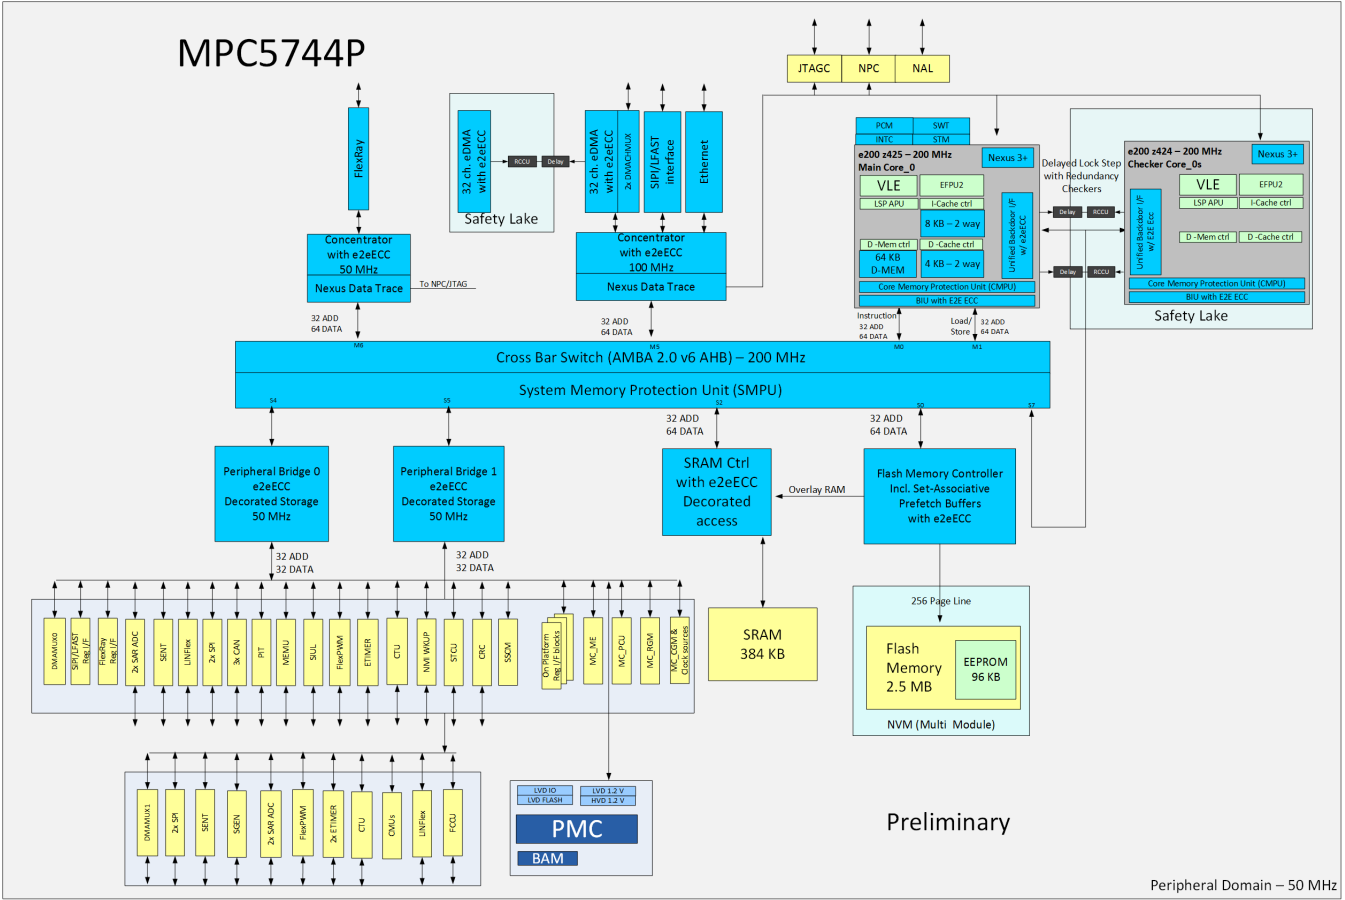 MPC5744P
JTAGC
NPC
NAL
FlexRay
32 ch. eDMA
with e2eECC
RCCU
Delay
Safety Lake
32 ch. eDMA
with e2eECC
2x DMACHMUX
SIPI/LFAST
interface
Ethernet
PCM
SWT
INTC
STM
e200 z425 – 200 MHz
Main Core_0
Nexus 3+
VLE
EFPU2
LSP APU
I-Cache ctrl
8 KB – 2 way
D -Mem ctrl
D -Cache ctrl
64 KB
D-MEM
4 KB – 2 way
Unified Backdoor I/F
w/ e2eECC
Core Memory Protection Unit (CMPU)
BIU with E2E ECC
Delayed Lock Step
with Redundancy
Checkers
Delay
RCCU
Delay
RCCU
e200 z424 – 200 MHz
Checker Core_0s
Nexus 3+
VLE
EFPU2
LSP APU
I-Cache ctrl
D -Mem ctrl
D -Cache ctrl
Unified Backdoor I/F
w/ E2E Ecc
Core Memory Protection Unit (CMPU)
BIU with E2E ECC
Safety Lake
Concentrator
with e2eECC
50 MHz
Nexus Data Trace
To NPC/JTAG
Concentrator
with e2eECC
100 MHz
Nexus Data Trace
32 ADD
64 DATA
32 ADD
64 DATA
Instruction
32 ADD
64 DATA
Load/
Store
32 ADD
64 DATA
M6
M5
M0
M1
Cross Bar Switch (AMBA 2.0 v6 AHB) – 200 MHz
System Memory Protection Unit (SMPU)
S4
S5
S2
S0
S7
32 ADD
64 DATA
32 ADD
64 DATA
Peripheral Bridge 0
e2eECC
Decorated Storage
50 MHz
Peripheral Bridge 1
e2eECC
Decorated Storage
50 MHz
SRAM Ctrl
with e2eECC
Decorated
access
Overlay RAM
Flash Memory Controller
Incl. Set-Associative
Prefetch Buffers
with e2eECC
32 ADD
32 DATA
32 ADD
32 DATA
DMAMUX0
SIPI/LFAST
Reg I/F
FlexRay
Reg I/F
2x SAR ADC
SENT
LINFlex
2x SPI
3x CAN
PIT
MEMU
SIUL
FlexPWM
ETIMER
CTU
NMI WKUP
STCU
CRC
SSCM
On Platform
Reg I/F blocks
MC_ME
MC_PCU
MC_RGM
MC_CGM &
Clock sources
SRAM
384 KB
256 Page Line
Flash
Memory
2.5 MB
EEPROM
96 KB
NVM (Multi Module)
DMAMUX1
2x SPI
SENT
SGEN
2x SAR ADC
FlexPWM
2x ETIMER
CTU
CMUs
LINFlex
FCCU
LVD IO
LVD FLASH
LVD 1.2 V
HVD 1.2 V
PMC
BAM
Preliminary
Peripheral Domain – 50 MHz